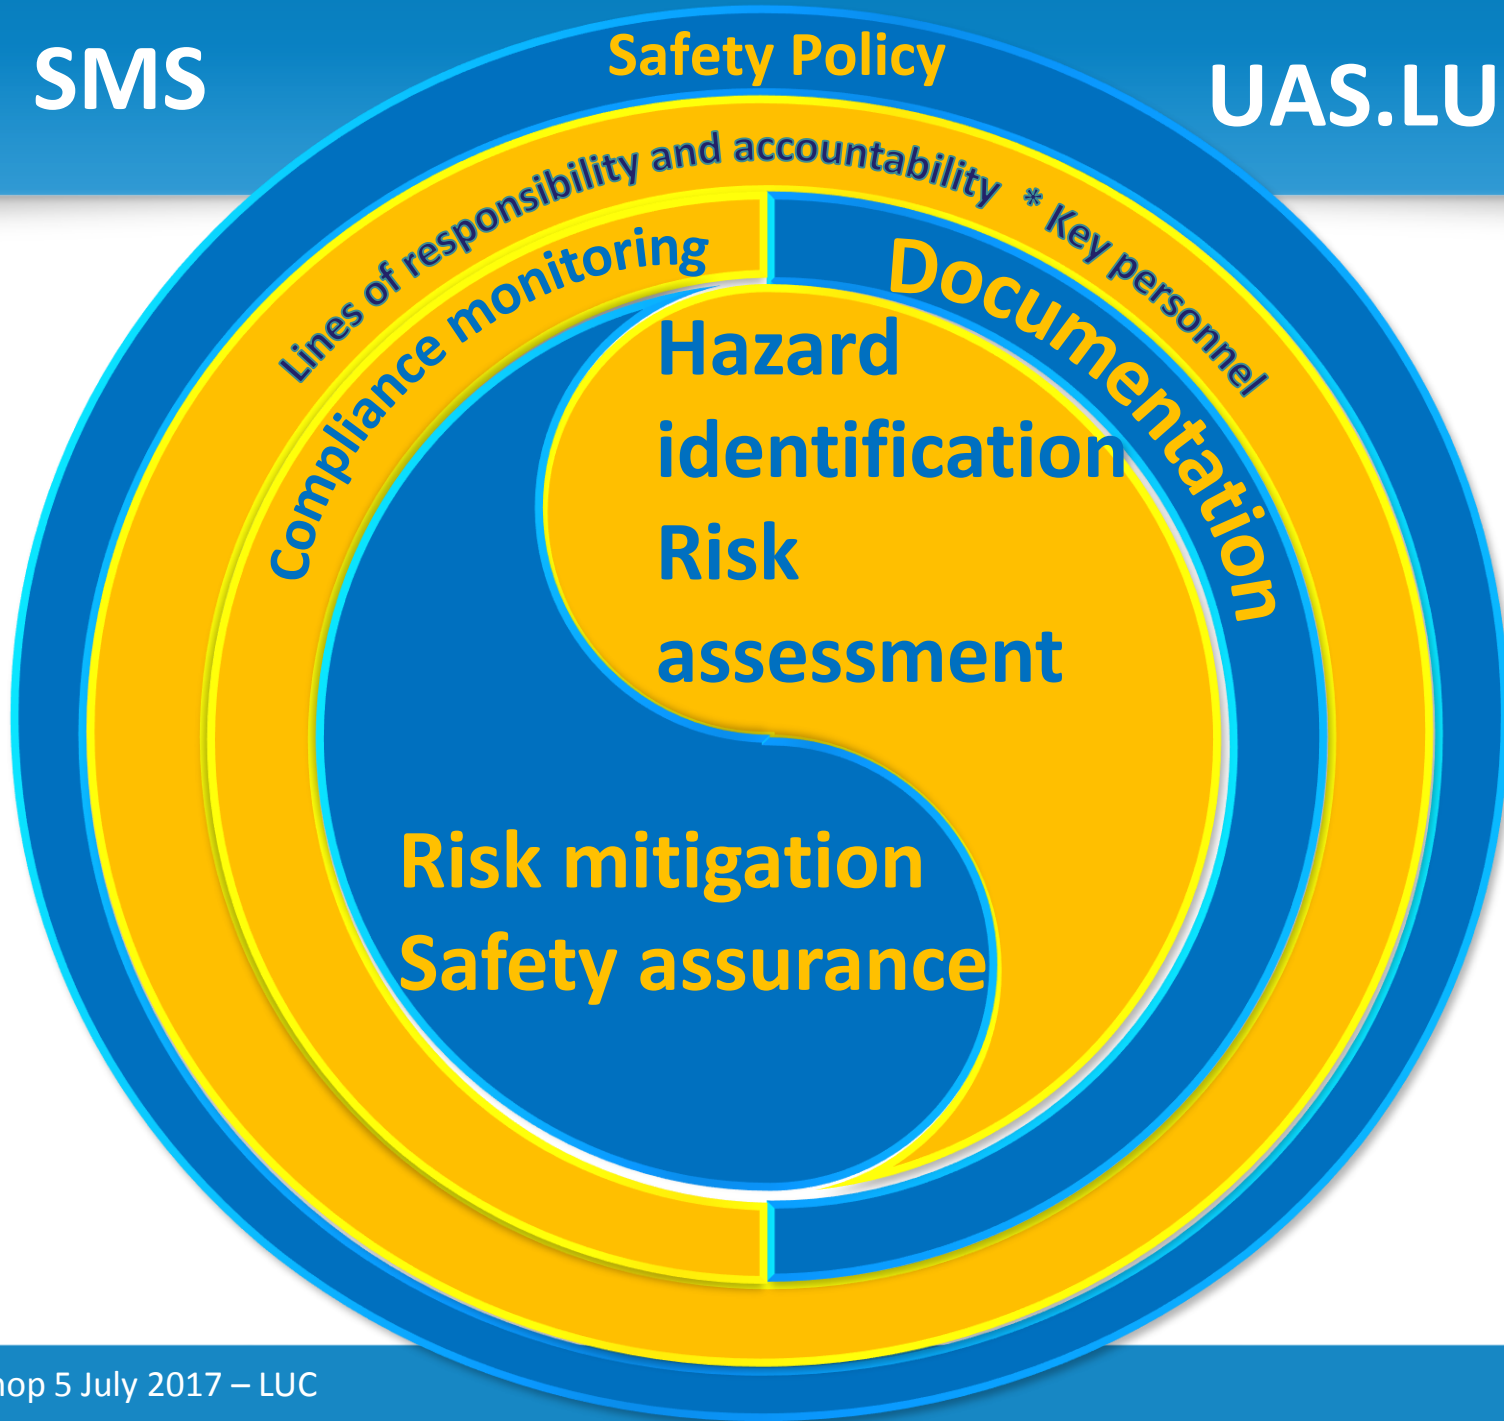 SMS
Safety Policy
UAS.LU
Lines of responsibility and accountability * Key personnel
Compliance monitoring
Documentation
Hazard
identification
Risk
assessment
Risk mitigation
Safety assurance
5 July 2017 – LUC